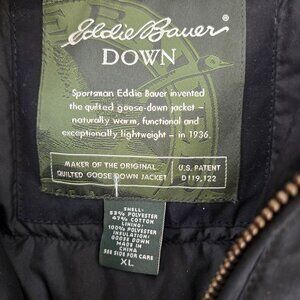 Eddie Bauer®
DOWN
Sportsman Eddie Bauer invented
the quilted goose-down jacket –
naturally warm, functional and
exceptionally lightweight – in 1936.
MAKER OF THE ORIGINAL
QUILTED GOOSE DOWN JACKET
U.S. PATENT
D119,122
SHELL:
53% POLYESTER
47% COTTON
LINING:
100% POLYESTER
INSULATION:
GOOSE DOWN
MADE IN
CHINA
SEE SIDE FOR CARE
XL